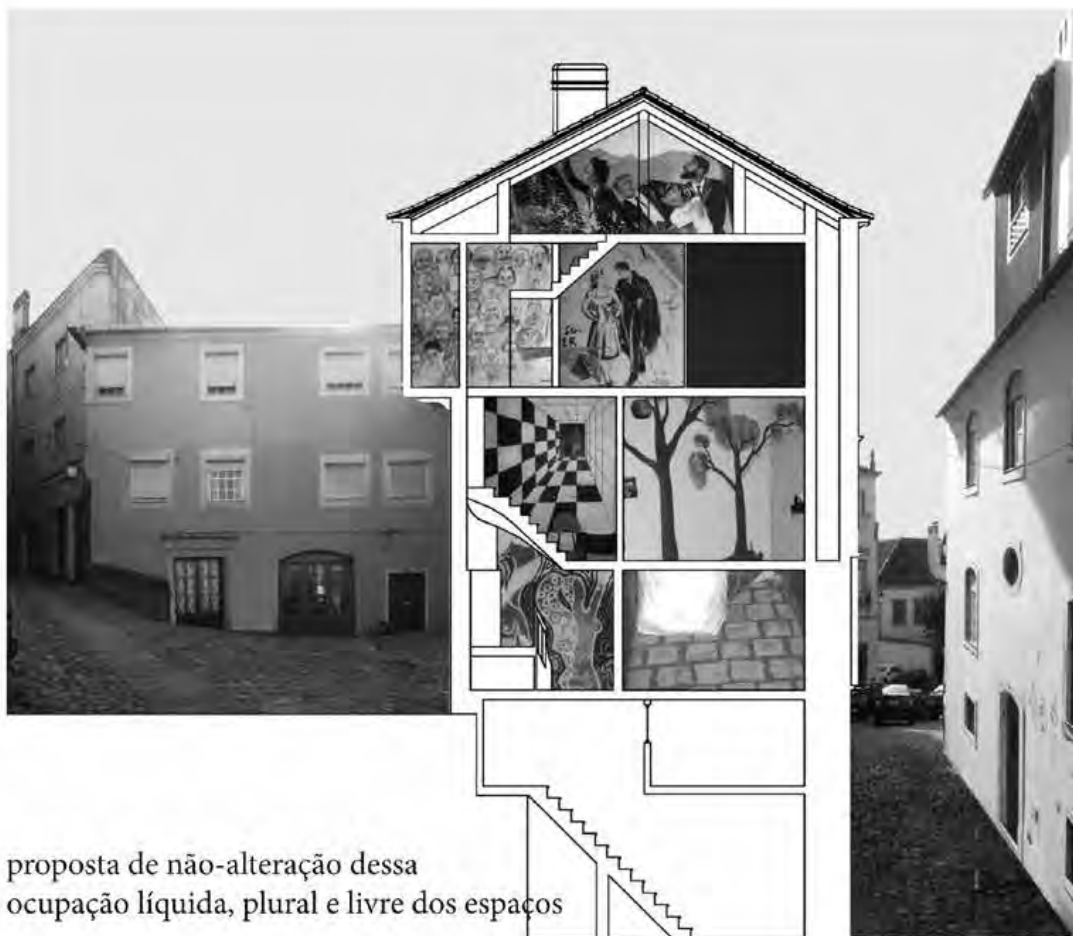 proposta de não-alteração dessa
ocupação líquida, plural e livre dos espaços